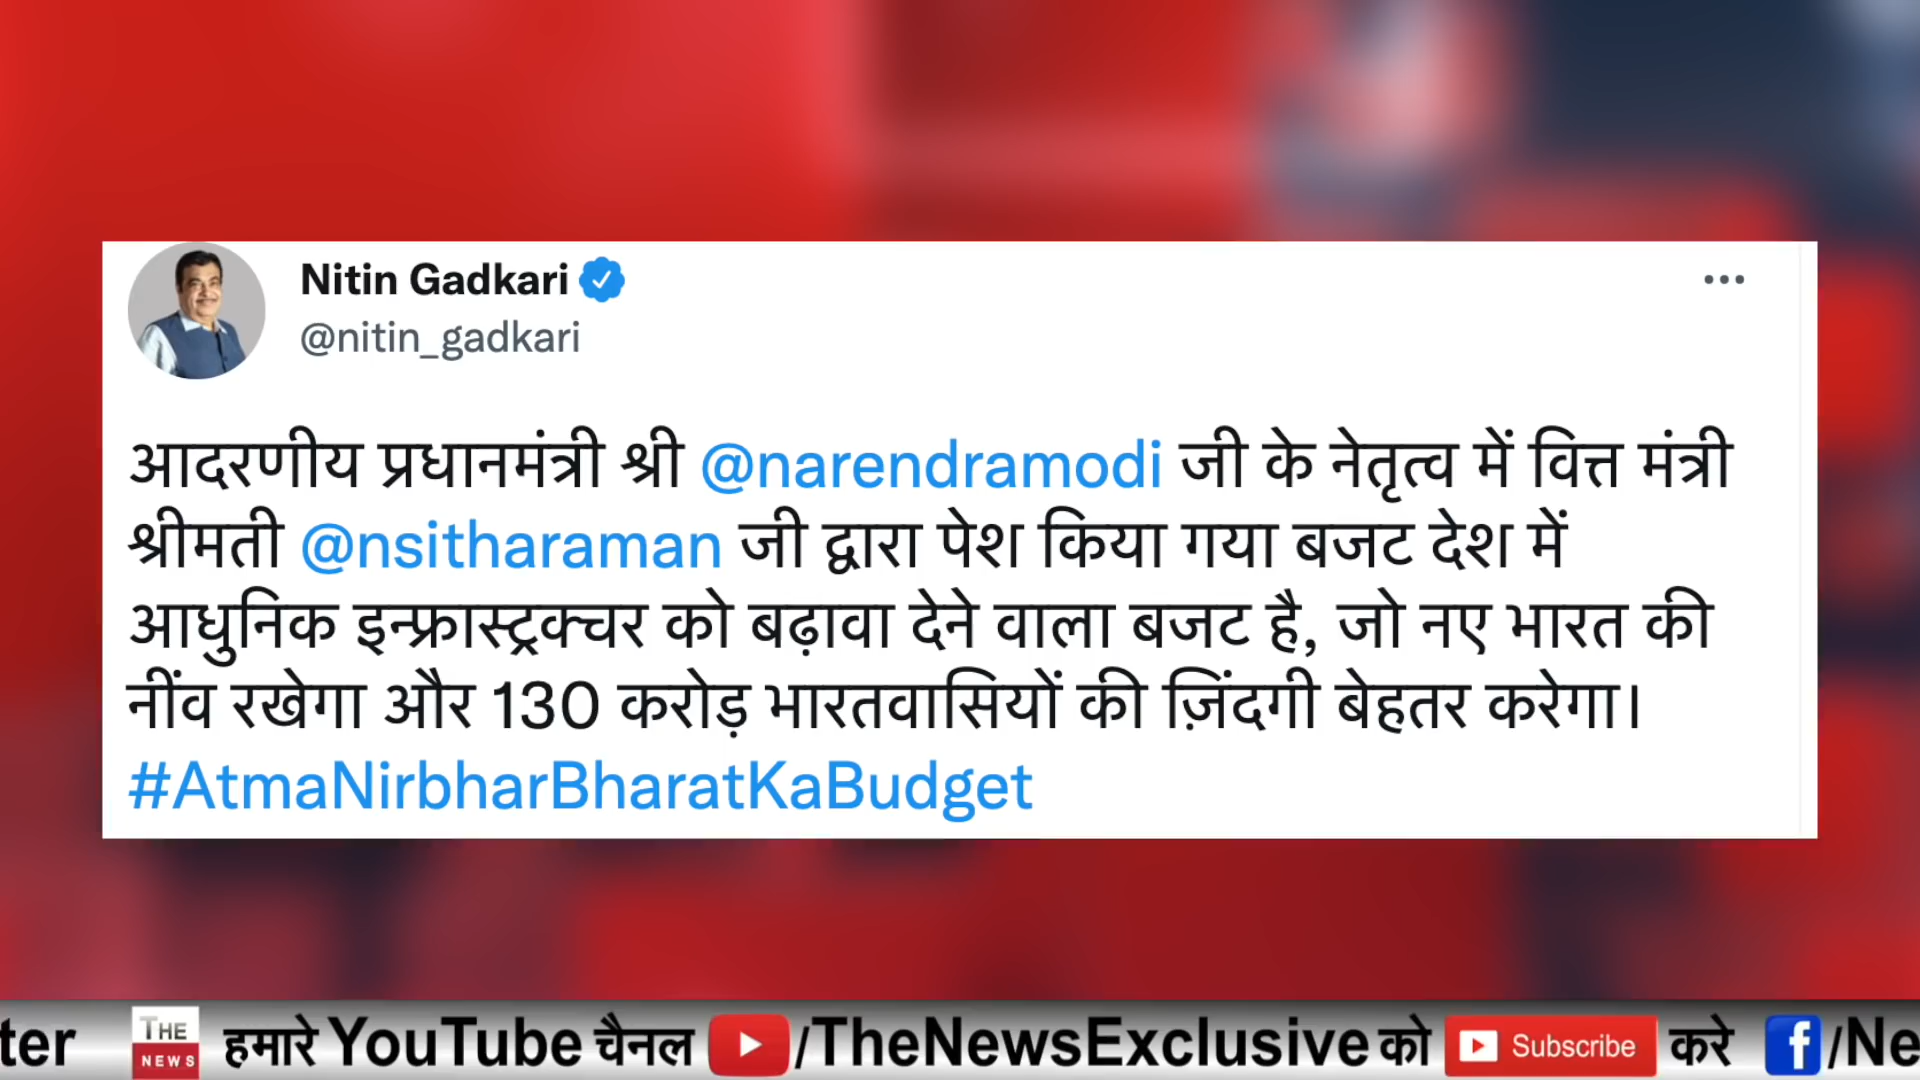 Nitin Gadkari
@nitin_gadkari
आदरणीय प्रधानमंत्री श्री @narendramodi जी के नेतृत्व में वित्त मंत्री
श्रीमती @nsitharaman जी द्वारा पेश किया गया बजट देश में
आधुनिक इन्फ्रास्ट्रक्चर को बढ़ावा देने वाला बजट है, जो नए भारत की
नींव रखेगा और 130 करोड़ भारतवासियों की ज़िंदगी बेहतर करेगा।
#AtmaNirbharBharatKaBudget
ter THE NEWS हमारे YouTube चैनल /TheNewsExclusive को Subscribe करे f /Ne